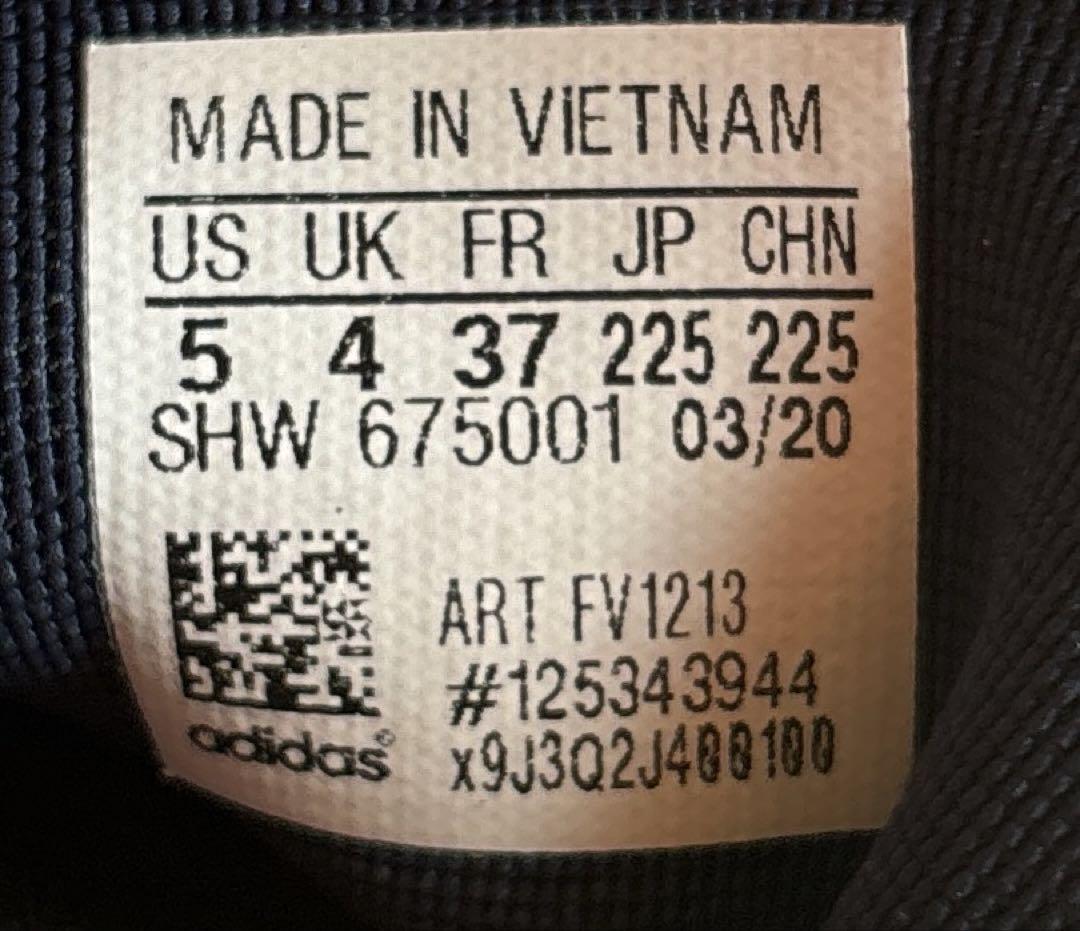 MADE IN VIETNAM
US UK FR JP CHN
5 4 37 225 225
SHW 675001 03/20
ART FV1213
#125343944
x9J3Q2J400100
adidas®